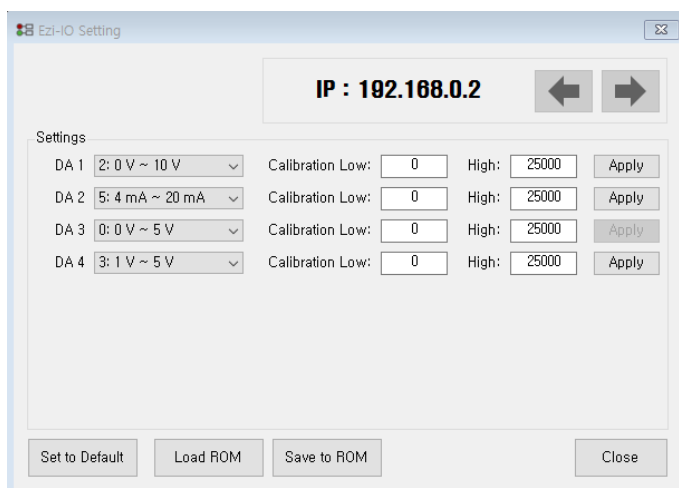 Ezi-IO Setting
IP : 192.168.0.2
Settings
DA 1 2: 0 V ~ 10 V Calibration Low: 0 High: 25000 Apply
DA 2 5: 4 mA ~ 20 mA Calibration Low: 0 High: 25000 Apply
DA 3 0: 0 V ~ 5 V Calibration Low: 0 High: 25000 Apply
DA 4 3: 1 V ~ 5 V Calibration Low: 0 High: 25000 Apply
Set to Default Load ROM Save to ROM Close